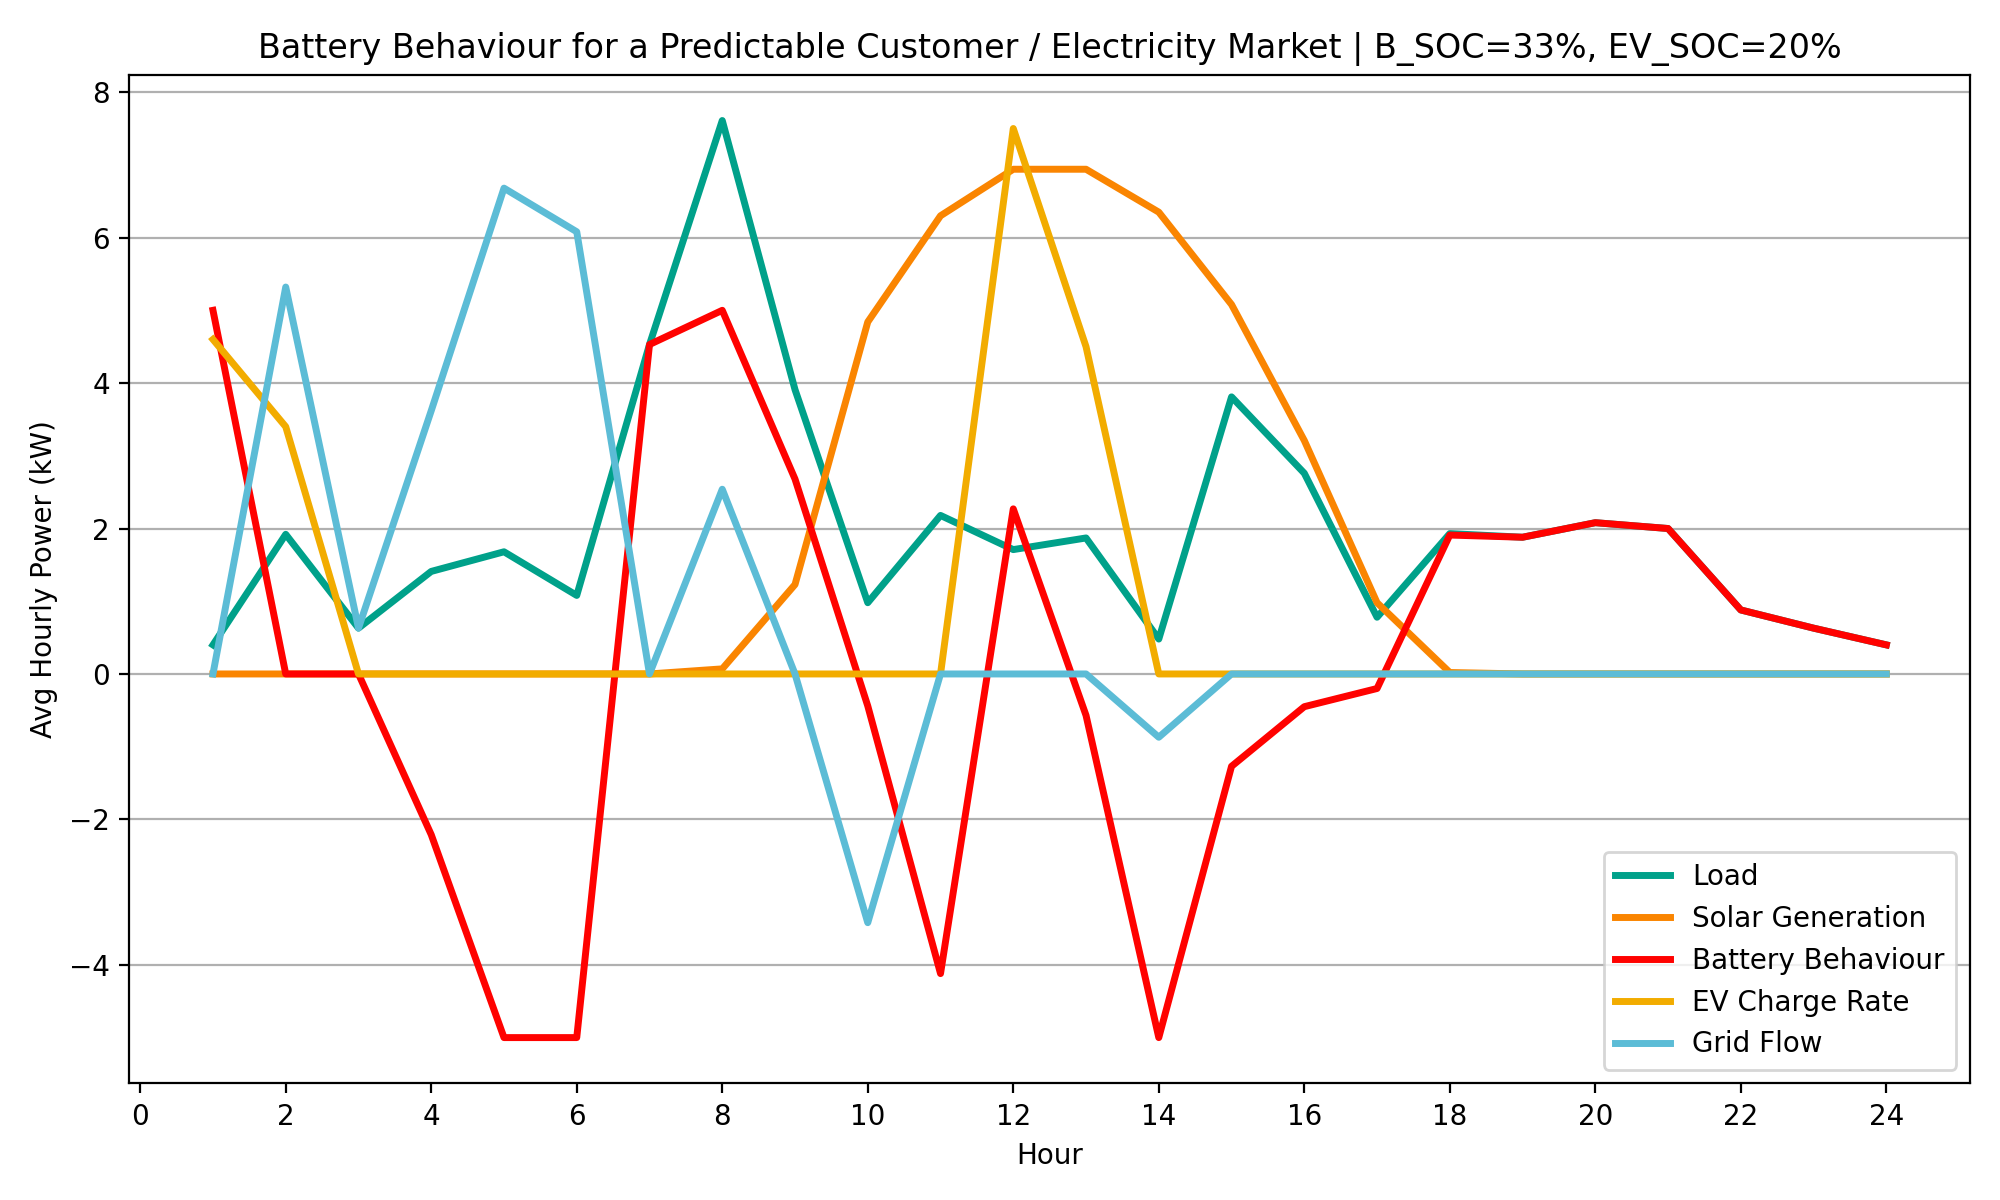 Battery Behaviour for a Predictable Customer / Electricity Market | B_SOC=33%, EV_SOC=20%
8
6
4
2
0
−2
−4
Avg Hourly Power (kW)
Load
Solar Generation
Battery Behaviour
EV Charge Rate
Grid Flow
0 2 4 6 8 10 12 14 16 18 20 22 24
Hour